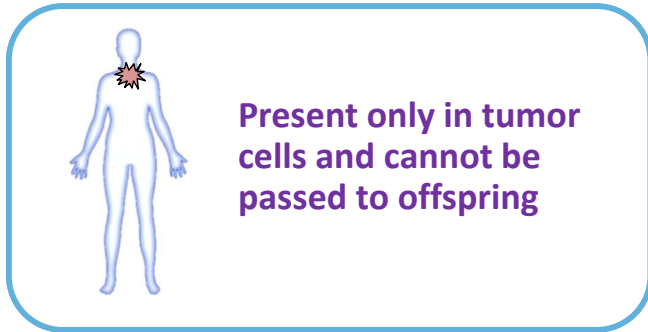 Present only in tumor
cells and cannot be
passed to offspring